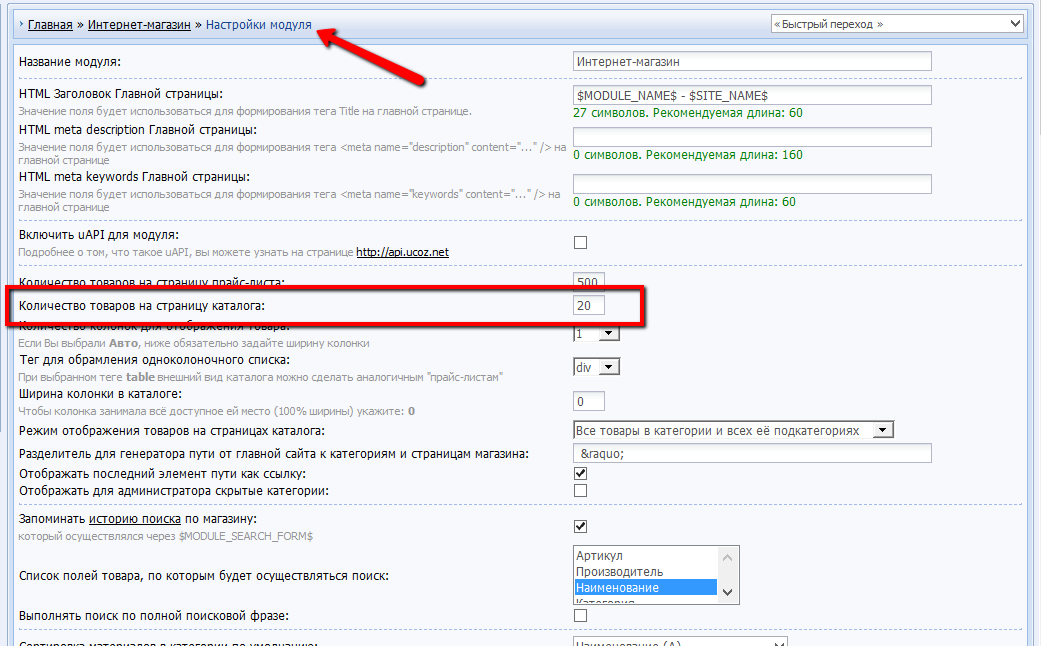 › Главная » Интернет-магазин » Настройки модуля
« Быстрый переход »
Название модуля:
Интернет-магазин
HTML Заголовок Главной страницы:
$MODULE_NAME$ - $SITE_NAME$
Значение поля будет использоваться для формирования тега Title на главной странице.
27 символов. Рекомендуемая длина: 60
HTML meta description Главной страницы:
Значение поля будет использоваться для формирования тега <meta name="description" content="..." /> на
главной странице
0 символов. Рекомендуемая длина: 160
HTML meta keywords Главной страницы:
Значение поля будет использоваться для формирования тега <meta name="keywords" content="..." /> на
главной странице
0 символов. Рекомендуемая длина: 60
Включить uAPI для модуля:
Подробнее о том, что такое uAPI, вы можете узнать на странице http://api.ucoz.net
Количество товаров на страницу прайс-листа:
500
Количество товаров на страницу каталога:
20
Количество колонок для отображения товара:
1
Если Вы выбрали Авто, ниже обязательно задайте ширину колонки
Тег для обрамления одноколоночного списка:
div
При выбранном теге table внешний вид каталога можно сделать аналогичным "прайс-листам"
Ширина колонки в каталоге:
0
Чтобы колонка занимала всё доступное ей место (100% ширины) укажите: 0
Режим отображения товаров на страницах каталога:
Все товары в категории и всех её подкатегориях
Разделитель для генератора пути от главной сайта к категориям и страницам магазина:
&raquo;
Отображать последний элемент пути как ссылку:
Отображать для администратора скрытые категории:
Запоминать историю поиска по магазину:
который осуществлялся через $MODULE_SEARCH_FORM$
Список полей товара, по которым будет осуществляться поиск:
Артикул
Производитель
Наименование
Категория
Выполнять поиск по полной поисковой фразе:
Сортировка материалов в категории по умолчанию:
Наименование (А)